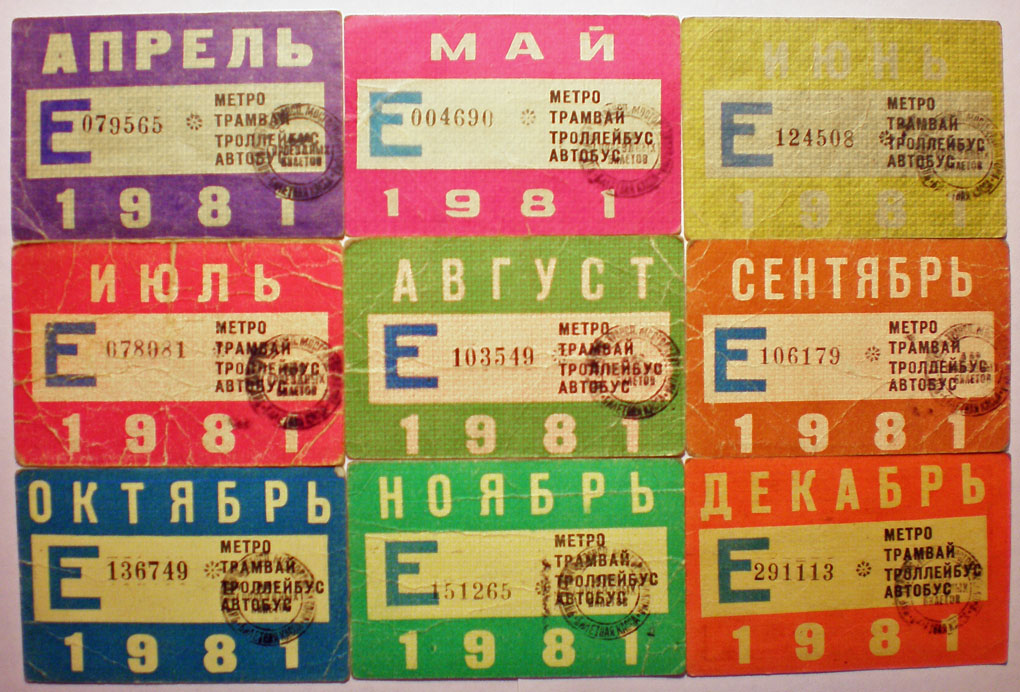 АПРЕЛЬ
Е 079565
МЕТРО
ТРАМВАЙ
ТРОЛЛЕЙБУС
АВТОБУС
1981
МАЙ
Е 004690
МЕТРО
ТРАМВАЙ
ТРОЛЛЕЙБУС
АВТОБУС
1981
ИЮНЬ
Е 124508
МЕТРО
ТРАМВАЙ
ТРОЛЛЕЙБУС
АВТОБУС
1981
ИЮЛЬ
Е 078981
МЕТРО
ТРАМВАЙ
ТРОЛЛЕЙБУС
АВТОБУС
1981
АВГУСТ
Е 103549
МЕТРО
ТРАМВАЙ
ТРОЛЛЕЙБУС
АВТОБУС
1981
СЕНТЯБРЬ
Е 106179
МЕТРО
ТРАМВАЙ
ТРОЛЛЕЙБУС
АВТОБУС
1981
ОКТЯБРЬ
Е 136749
МЕТРО
ТРАМВАЙ
ТРОЛЛЕЙБУС
АВТОБУС
1981
НОЯБРЬ
Е 151265
МЕТРО
ТРАМВАЙ
ТРОЛЛЕЙБУС
АВТОБУС
1981
ДЕКАБРЬ
Е 291113
МЕТРО
ТРАМВАЙ
ТРОЛЛЕЙБУС
АВТОБУС
1981